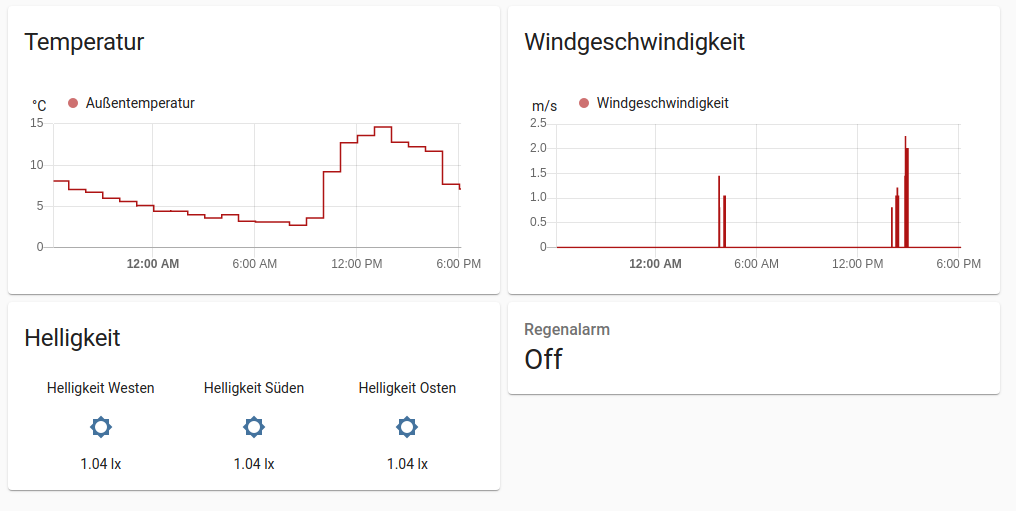 Temperatur
°C
Außentemperatur
15
10
5
0
12:00 AM 6:00 AM 12:00 PM 6:00 PM
Windgeschwindigkeit
m/s
Windgeschwindigkeit
2.5
2.0
1.5
1.0
0.5
0
12:00 AM 6:00 AM 12:00 PM 6:00 PM
Helligkeit
Helligkeit Westen Helligkeit Süden Helligkeit Osten
1.04 lx 1.04 lx 1.04 lx
Regenalarm
Off